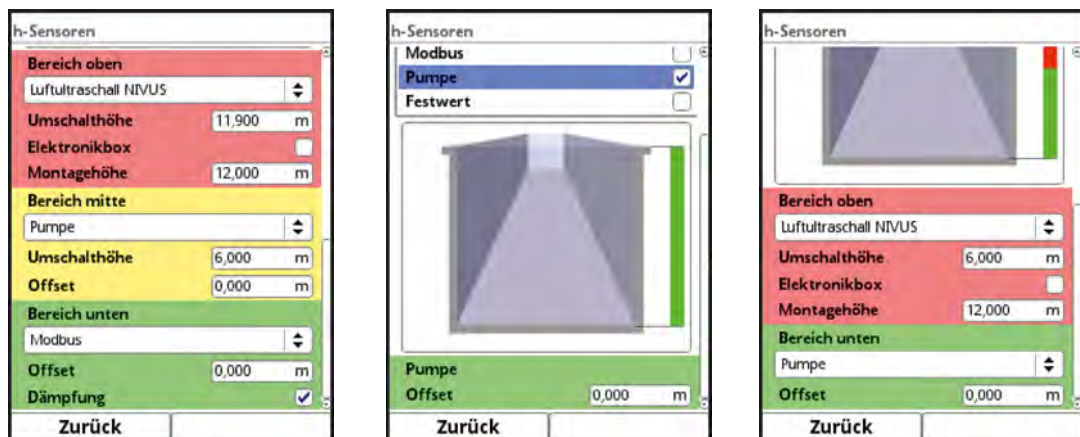 h-Sensoren
Bereich oben
Luftultraschall NIVUS
Umschalthöhe 11,900 m
Elektronikbox
Montagehöhe 12,000 m
Bereich mitte
Pumpe
Umschalthöhe 6,000 m
Offset 0,000 m
Bereich unten
Modbus
Offset 0,000 m
Dämpfung
Zurück
h-Sensoren
Modbus
Pumpe
Festwert
Pumpe
Offset 0,000 m
Zurück
h-Sensoren
Bereich oben
Luftultraschall NIVUS
Umschalthöhe 6,000 m
Elektronikbox
Montagehöhe 12,000 m
Bereich unten
Pumpe
Offset 0,000 m
Zurück